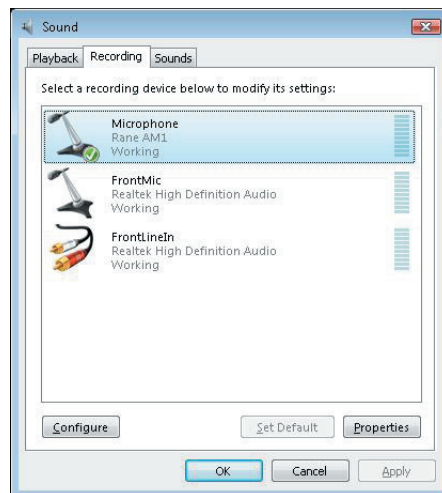 Sound
Playback Recording Sounds
Select a recording device below to modify its settings:
Microphone
Rane AM1
Working
FrontMic
Realtek High Definition Audio
Working
FrontLineIn
Realtek High Definition Audio
Working
Configure Set Default Properties
OK Cancel Apply